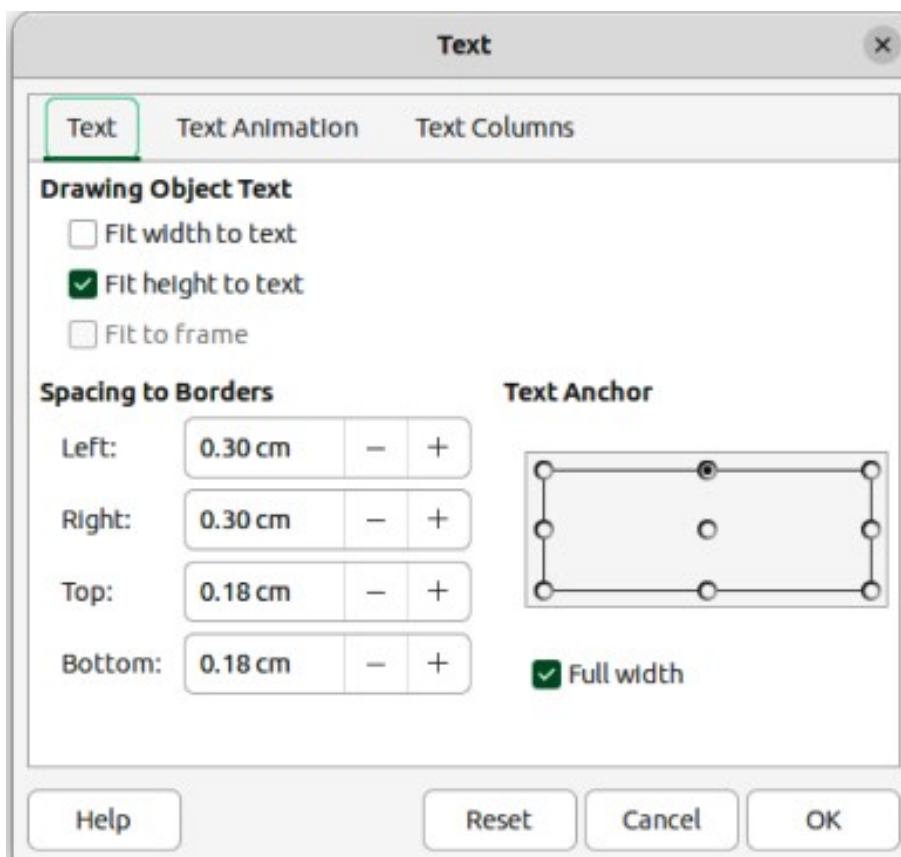 Text
Text Text Animation Text Columns
Drawing Object Text
Fit width to text
Fit height to text
Fit to frame
Spacing to Borders Text Anchor
Left: 0.30 cm − +
Right: 0.30 cm − +
Top: 0.18 cm − +
Bottom: 0.18 cm − +
Full width
Help Reset Cancel OK